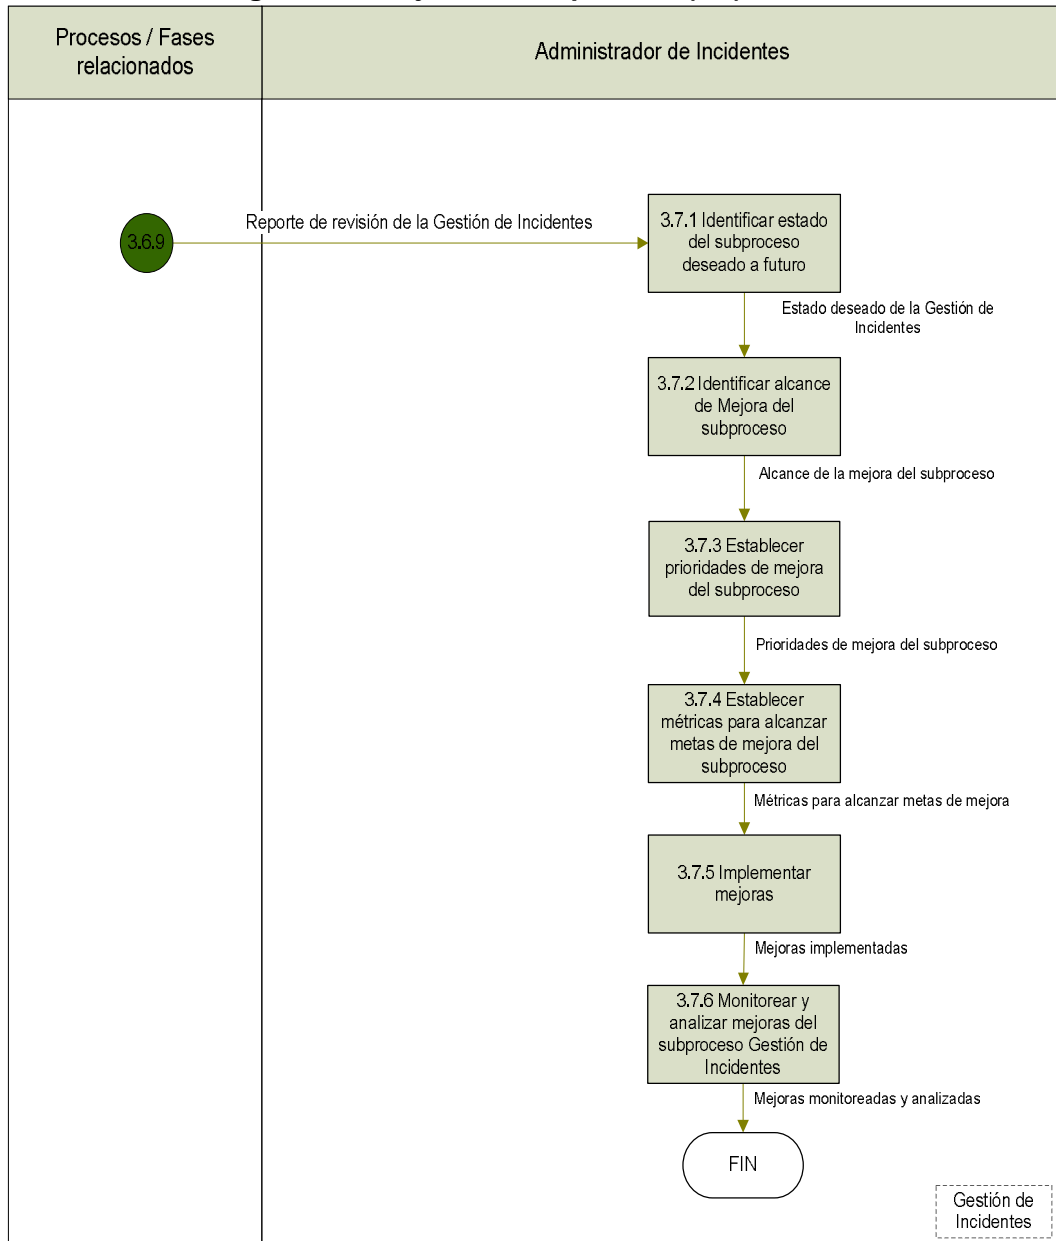 Procesos / Fases
relacionados
Administrador de Incidentes
3.6.9
Reporte de revisión de la Gestión de Incidentes
3.7.1 Identificar estado
del subproceso
deseado a futuro
Estado deseado de la Gestión de
Incidentes
3.7.2 Identificar alcance
de Mejora del
subproceso
Alcance de la mejora del subproceso
3.7.3 Establecer
prioridades de mejora
del subproceso
Prioridades de mejora del subproceso
3.7.4 Establecer
métricas para alcanzar
metas de mejora del
subproceso
Métricas para alcanzar metas de mejora
3.7.5 Implementar
mejoras
Mejoras implementadas
3.7.6 Monitorear y
analizar mejoras del
subproceso Gestión de
Incidentes
Mejoras monitoreadas y analizadas
FIN
Gestión de
Incidentes